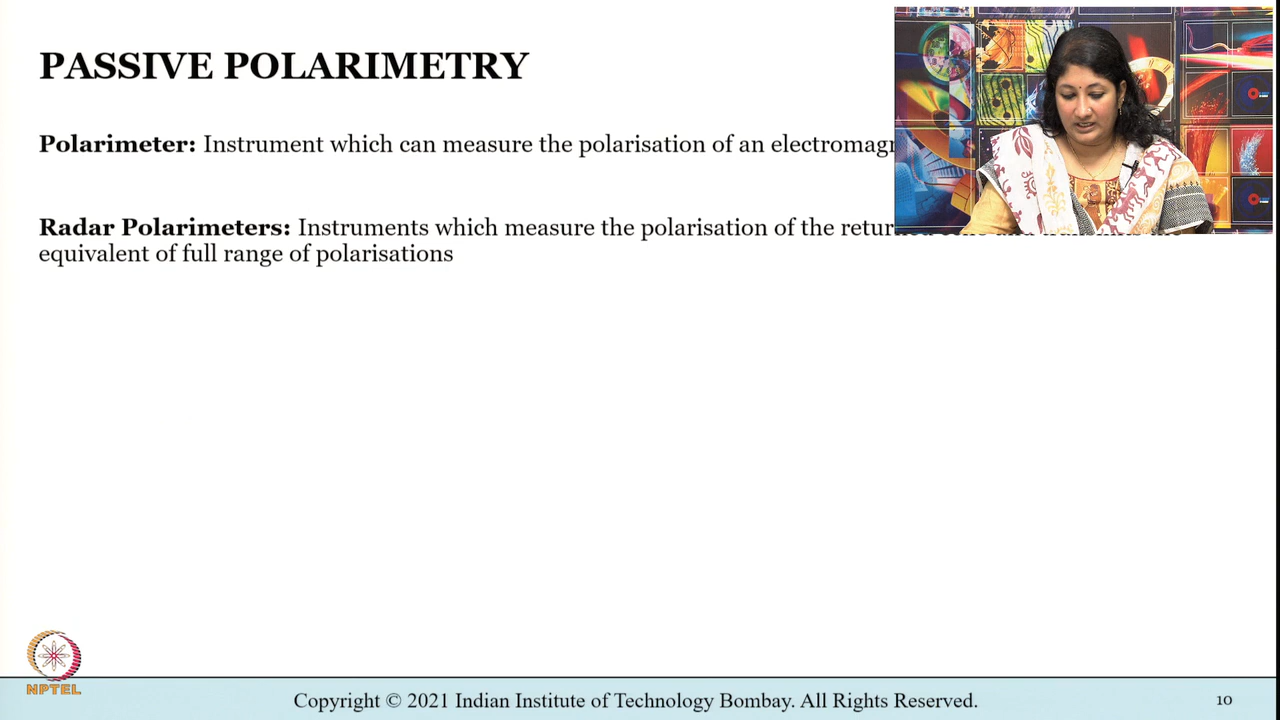 PASSIVE POLARIMETRY
Polarimeter: Instrument which can measure the polarisation of an
Radar Polarimeters: Instruments which measure the polarisation of the
equivalent of full range of polarisations
NPTEL
Copyright © 2021 Indian Institute of Technology Bombay. All Rights Reserved.
10